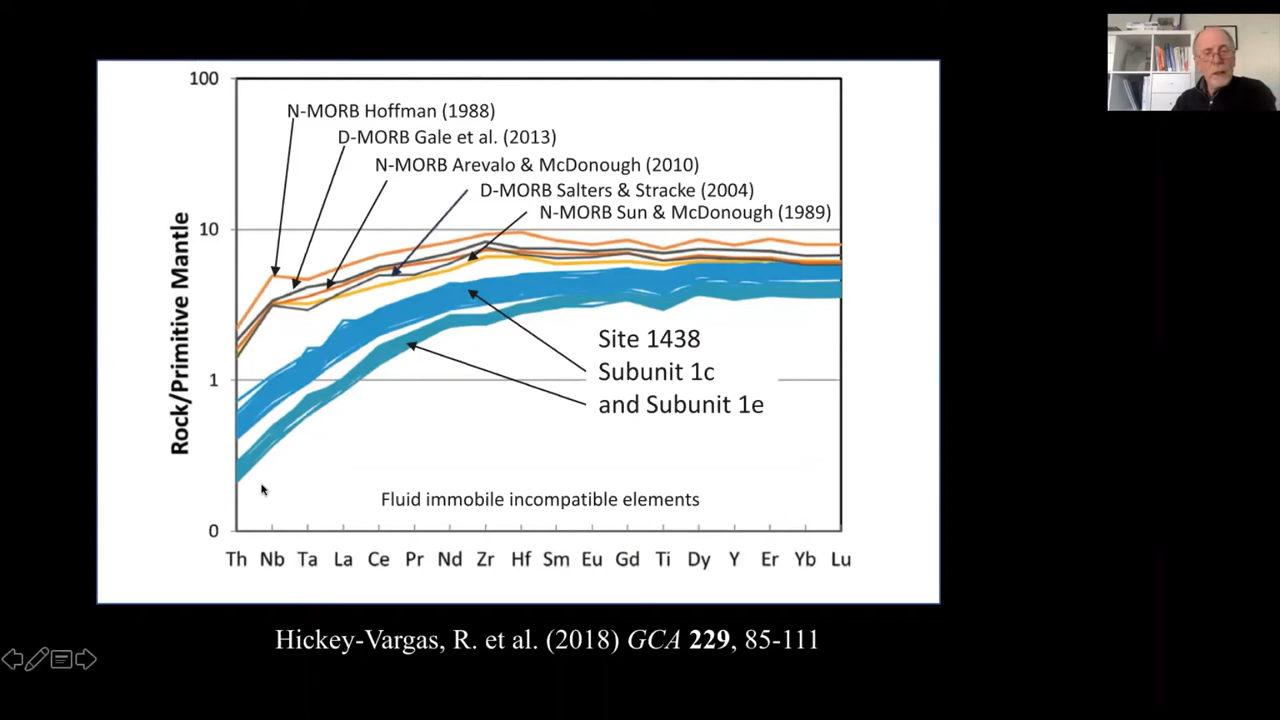 100
N-MORB Hoffman (1988)
D-MORB Gale et al. (2013)
N-MORB Arevalo & McDonough (2010)
D-MORB Salters & Stracke (2004)
N-MORB Sun & McDonough (1989)
10
Rock/Primitive Mantle
Site 1438
Subunit 1c
1
and Subunit 1e
Fluid immobile incompatible elements
0
Th Nb Ta La Ce Pr Nd Zr Hf Sm Eu Gd Ti Dy Y Er Yb Lu
Hickey-Vargas, R. et al. (2018) GCA 229, 85-111